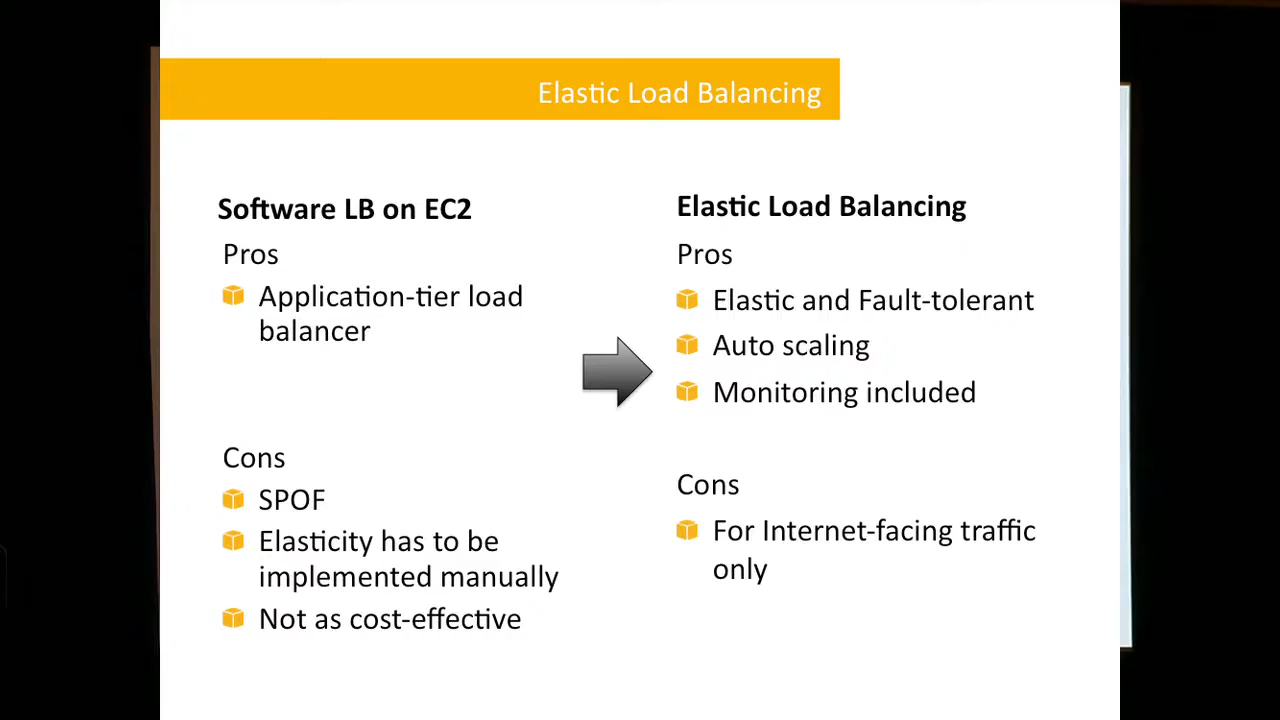 Elastic Load Balancing
Software LB on EC2
Pros
Application-tier load
balancer
Cons
SPOF
Elasticity has to be
implemented manually
Not as cost-effective
Elastic Load Balancing
Pros
Elastic and Fault-tolerant
Auto scaling
Monitoring included
Cons
For Internet-facing traffic
only